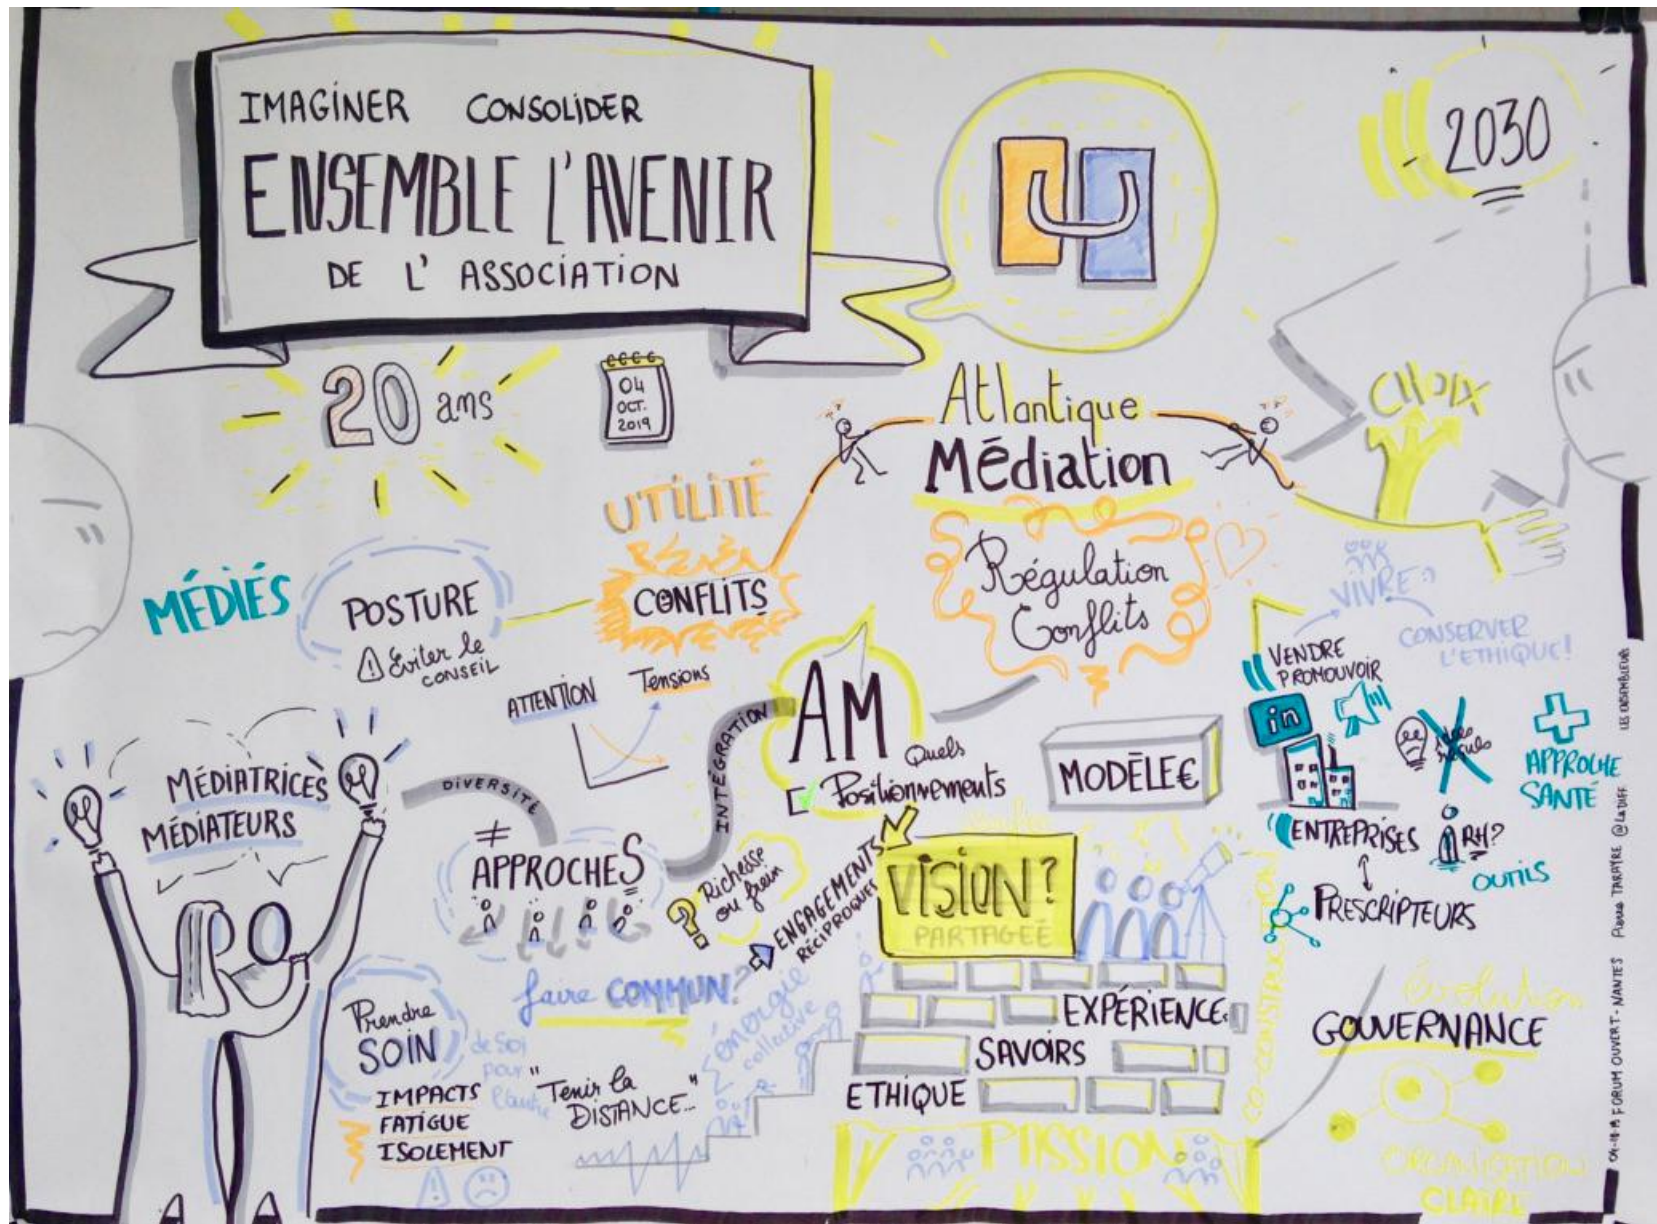 IMAGINER CONSOLIDER
ENSEMBLE L'AVENIR
DE L'ASSOCIATION
2030
20 ans
04
OCT.
2019
Atlantique
Médiation
CHOIX
UTILITÉ
CONFLITS
Régulation
Conflits
MÉDIÉS
POSTURE
⚠ Éviter le
CONSEIL
ATTENTION
Tensions
VIVRE?
CONSERVER
L'ETHIQUE!
VENDRE
PROMOUVOIR
in
APPROCHE
SANTÉ
ENTREPRISES
RH?
OUTILS
PRESCRIPTEURS
AM
Quels
Positionnements
MODÈLE€
INTÉGRATION
DIVERSITÉ
MÉDIATRICES
MÉDIATEURS
≠
APPROCHES
Richesse
ou frein
?
ENGAGEMENTS
RÉCIPROQUES
VISION?
PARTAGEÉ
faire COMMUN?
énergie
collective
Prendre
SOIN
de soi
pour
l'autre
IMPACTS
FATIGUE
ISOLEMENT
"Tenir la
DISTANCE..."
EXPÉRIENCE
SAVOIRS
ETHIQUE
PASSION
CO-CONSTRUCTION
évolution
GOUVERNANCE
ORGANISATION
CLAIRE
FORUM OUVERT - NANTES Pierre TARAYRE @LaDIFF LES ENSEMBLEURS